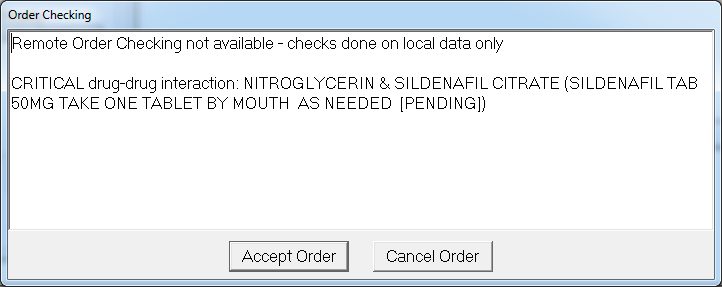 Order Checking
Remote Order Checking not available - checks done on local data only
CRITICAL drug-drug interaction: NITROGLYCERIN & SILDENAFIL CITRATE (SILDENAFIL TAB
50MG TAKE ONE TABLET BY MOUTH  AS NEEDED  [PENDING])
Accept Order
Cancel Order